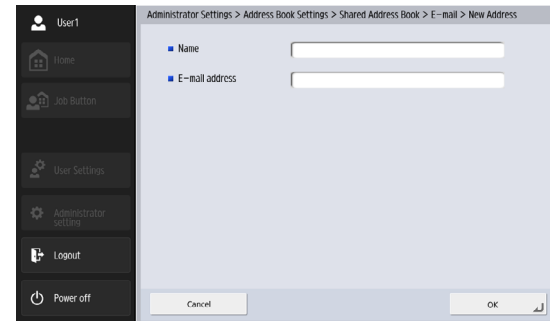 User1
Administrator Settings > Address Book Settings > Shared Address Book > E-mail > New Address
Home
Job Button
User Settings
Administrator
setting
Logout
Power off
Name
E-mail address
Cancel
OK